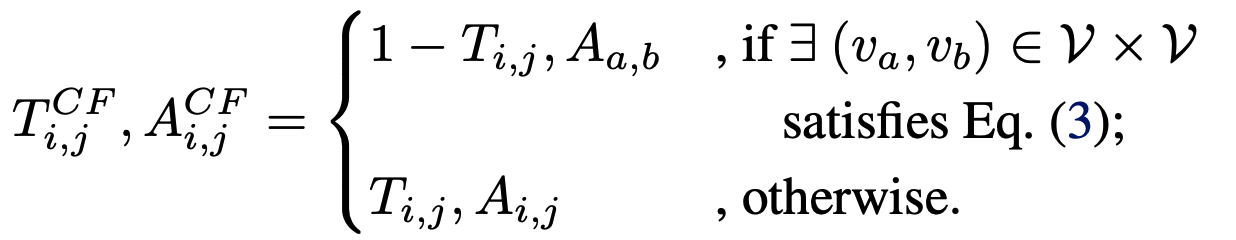 1 − T_{i,j}, A_{a,b} , if ∃ (v_a, v_b) ∈ 𝒱 × 𝒱
T^{CF}_{i,j}, A^{CF}_{i,j} = { satisfies Eq. (3);
T_{i,j}, A_{i,j} , otherwise.